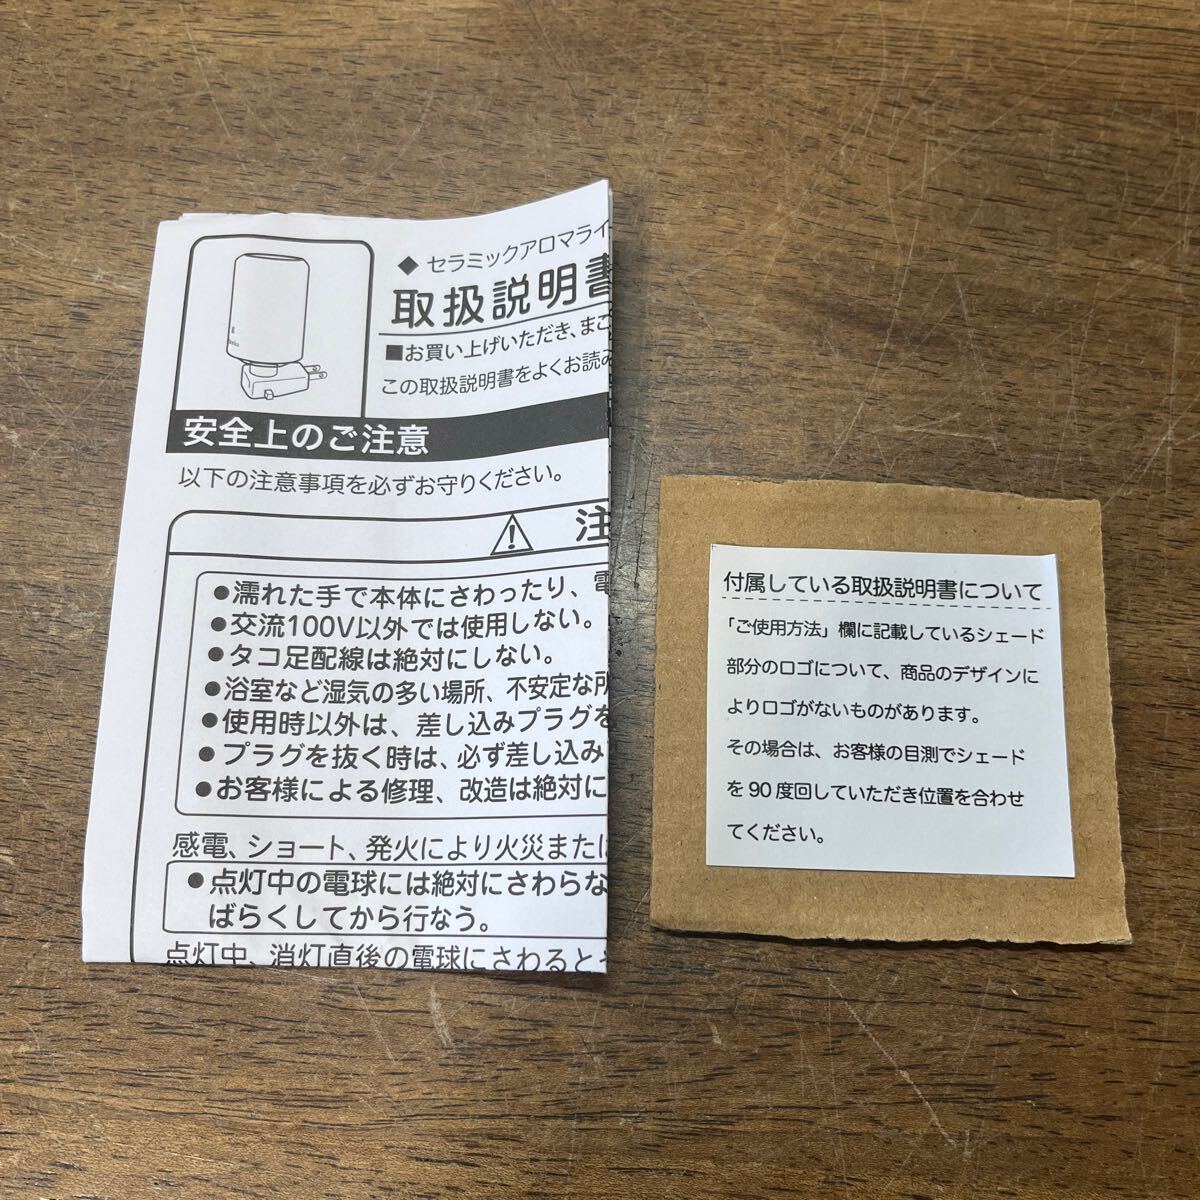 ◆ セラミックアロマライ
取扱説明書
■お買い上げいただき、まこ
この取扱説明書をよくお読み
安全上のご注意
以下の注意事項を必ずお守りください。
注
●濡れた手で本体にさわったり、電
●交流100V以外では使用しない。
●タコ足配線は絶対にしない。
●浴室など湿気の多い場所、不安定な所
●使用時以外は、差し込みプラグを
●プラグを抜く時は、必ず差し込み
●お客様による修理、改造は絶対に
感電、ショート、発火により火災または
●点灯中の電球には絶対にさわらな
ばらくしてから行なう。
点灯中、消灯直後の電球にさわると
付属している取扱説明書について
「ご使用方法」欄に記載しているシェード
部分のロゴについて、商品のデザインに
よりロゴがないものがあります。
その場合は、お客様の目測でシェード
を90度回していただき位置を合わせ
てください。